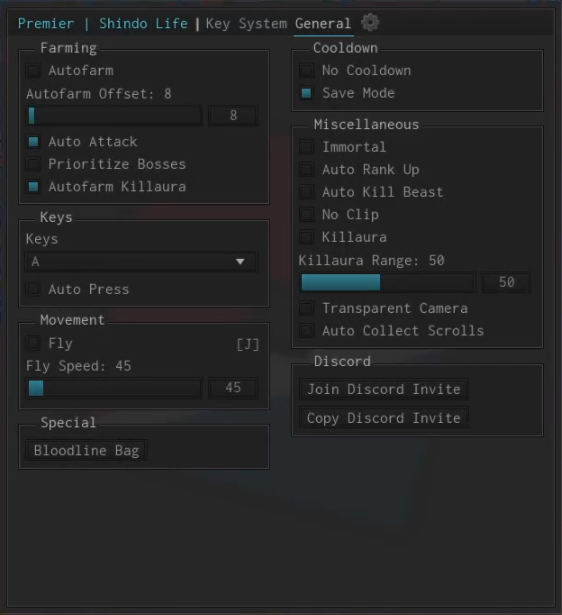 Premier | Shindo Life | Key System General
Farming
Autofarm
Autofarm Offset: 8
8
Auto Attack
Prioritize Bosses
Autofarm Killaura
Keys
Keys
A
Auto Press
Movement
Fly [J]
Fly Speed: 45
45
Special
Bloodline Bag
Cooldown
No Cooldown
Save Mode
Miscellaneous
Immortal
Auto Rank Up
Auto Kill Beast
No Clip
Killaura
Killaura Range: 50
50
Transparent Camera
Auto Collect Scrolls
Discord
Join Discord Invite
Copy Discord Invite